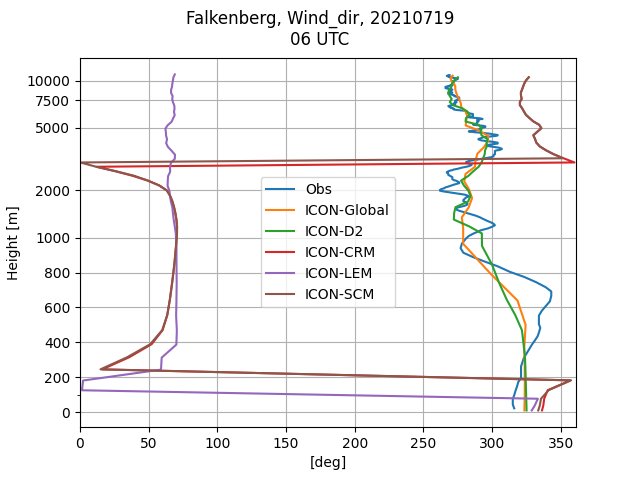 Falkenberg, Wind_dir, 20210719
06 UTC
10000
7500
5000
2000
1000
800
600
400
200
0
Height [m]
Obs
ICON-Global
ICON-D2
ICON-CRM
ICON-LEM
ICON-SCM
0 50 100 150 200 250 300 350
[deg]